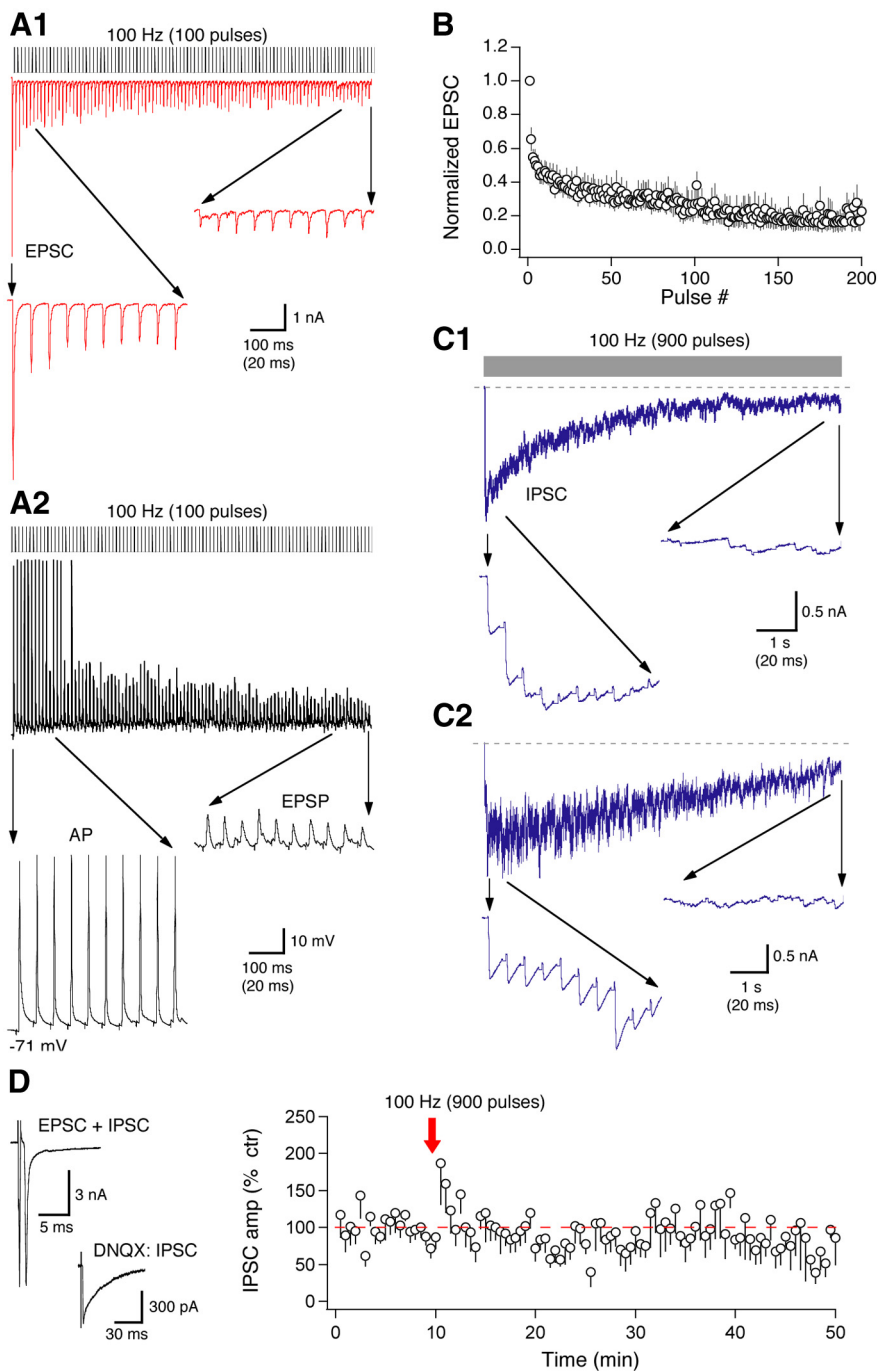 A1
100 Hz (100 pulses)
EPSC
1 nA
100 ms
(20 ms)
A2
100 Hz (100 pulses)
AP
EPSP
10 mV
100 ms
(20 ms)
-71 mV
B
Normalized EPSC
1.2
1.0
0.8
0.6
0.4
0.2
0.0
0
50
100
150
200
Pulse #
C1
100 Hz (900 pulses)
IPSC
0.5 nA
1 s
(20 ms)
C2
0.5 nA
1 s
(20 ms)
D
EPSC + IPSC
3 nA
5 ms
DNQX: IPSC
300 pA
30 ms
100 Hz (900 pulses)
IPSC amp (% ctr)
250
200
150
100
50
0
0
10
20
30
40
50
Time (min)